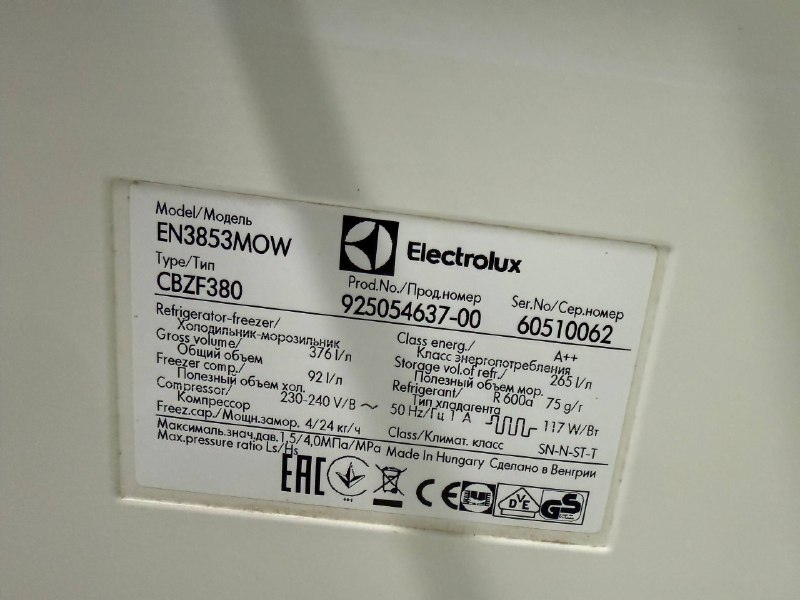 Model/Модель
EN3853MOW
Electrolux
Type/Тип
CBZF380
Prod.No./Прод.номер
925054637-00
Ser.No/Сер.номер
60510062
Refrigerator-freezer/
Холодильник-морозильник
Gross volume/ 376 l/л
Общий объем
Freezer comp./ 92 l/л
Полезный объем хол.
Compressor/ 230-240 V/В ~
Компрессор
Freez.cap./Мощн.замор. 4/24 кг/ч
Class energ./ A++
Класс энергопотребления
Storage vol.of refr./ 265 l/л
Полезный объем мор.
Refrigerant/ R 600a 75 g/г
Тип хладагента
50 Hz/Гц 1 A 117 W/Вт
Class/Климат. класс SN-N-ST-T
Максималь.знач.дав. 1,5/4,0МПа/MPa Made In Hungary Сделано в Венгрии
Max.pressure ratio Ls/Hs
EAC CE DVE GS